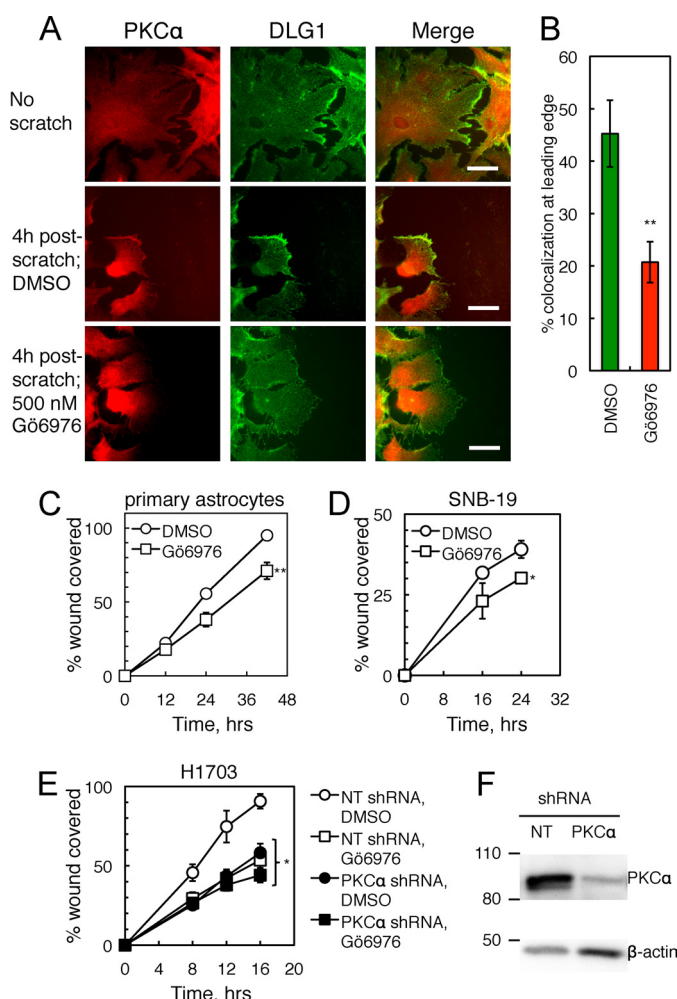 A
PKCα
DLG1
Merge
No
scratch
4h post-
scratch;
DMSO
4h post-
scratch;
500 nM
Gö6976
B
% colocalization at leading edge
60
50
40
30
20
10
0
**
DMSO
Gö6976
C
primary astrocytes
% wound covered
100
50
0
DMSO
Gö6976
**
0 12 24 36 48
Time, hrs
D
SNB-19
% wound covered
50
25
0
DMSO
Gö6976
*
0 8 16 24 32
Time, hrs
E
H1703
% wound covered
100
50
0
*
0 4 8 12 16 20
Time, hrs
NT shRNA,
DMSO
NT shRNA,
Gö6976
PKCα shRNA,
DMSO
PKCα shRNA,
Gö6976
F
shRNA
NT PKCα
110
80
50
PKCα
β-actin